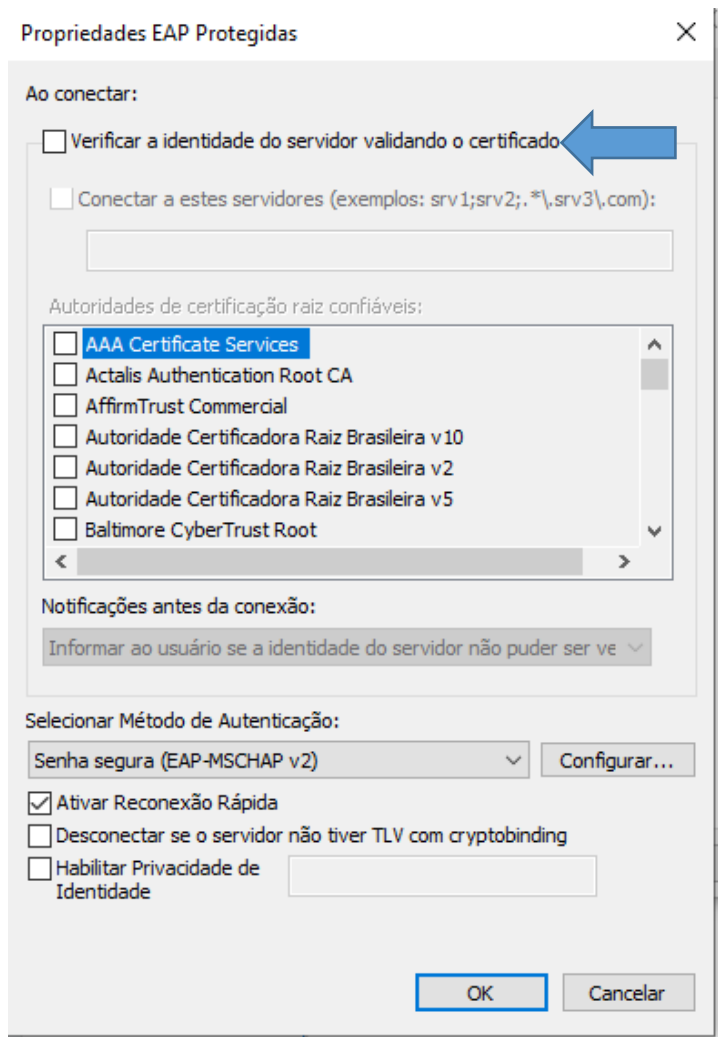 Propriedades EAP Protegidas
Ao conectar:
Verificar a identidade do servidor validando o certificado
Conectar a estes servidores (exemplos: srv1;srv2;.*\.srv3\.com):
Autoridades de certificação raiz confiáveis:
AAA Certificate Services
Actalis Authentication Root CA
AffirmTrust Commercial
Autoridade Certificadora Raiz Brasileira v10
Autoridade Certificadora Raiz Brasileira v2
Autoridade Certificadora Raiz Brasileira v5
Baltimore CyberTrust Root
Notificações antes da conexão:
Informar ao usuário se a identidade do servidor não puder ser ve
Selecionar Método de Autenticação:
Senha segura (EAP-MSCHAP v2)
Configurar...
Ativar Reconexão Rápida
Desconectar se o servidor não tiver TLV com cryptobinding
Habilitar Privacidade de
Identidade
OK
Cancelar